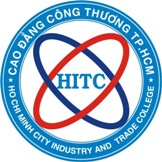 CAO ĐẲNG CÔNG THƯƠNG TP.HCM
HITC
HO CHI MINH CITY INDUSTRY AND TRADE COLLEGE